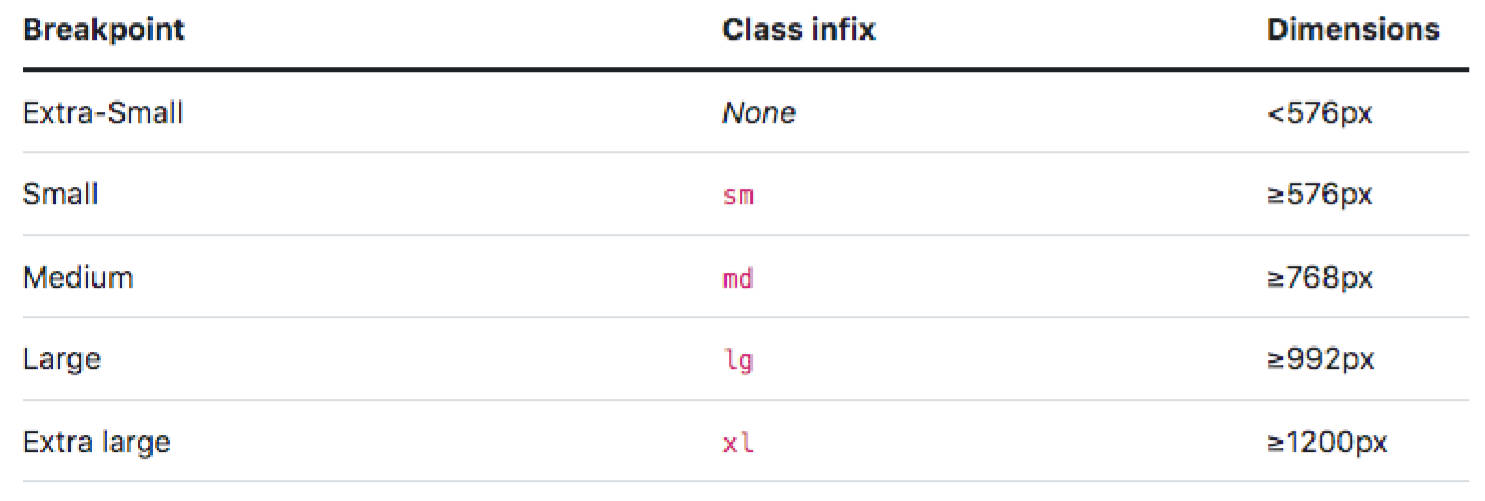 Breakpoint Class infix Dimensions
Extra-Small None <576px
Small sm ≥576px
Medium md ≥768px
Large lg ≥992px
Extra large xl ≥1200px